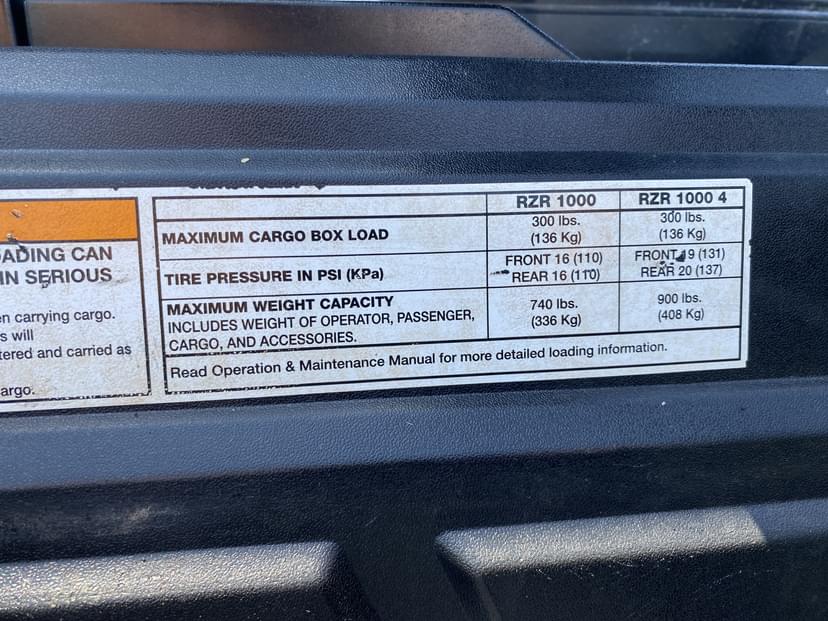 ADING CAN
IN SERIOUS
en carrying cargo.
s will
tered and carried as
argo.
RZR 1000 RZR 1000 4
MAXIMUM CARGO BOX LOAD 300 lbs. 300 lbs.
(136 Kg) (136 Kg)
TIRE PRESSURE IN PSI (KPa) FRONT 16 (110) FRONT 19 (131)
REAR 16 (110) REAR 20 (137)
MAXIMUM WEIGHT CAPACITY 740 lbs. 900 lbs.
INCLUDES WEIGHT OF OPERATOR, PASSENGER, (336 Kg) (408 Kg)
CARGO, AND ACCESSORIES.
Read Operation & Maintenance Manual for more detailed loading information.